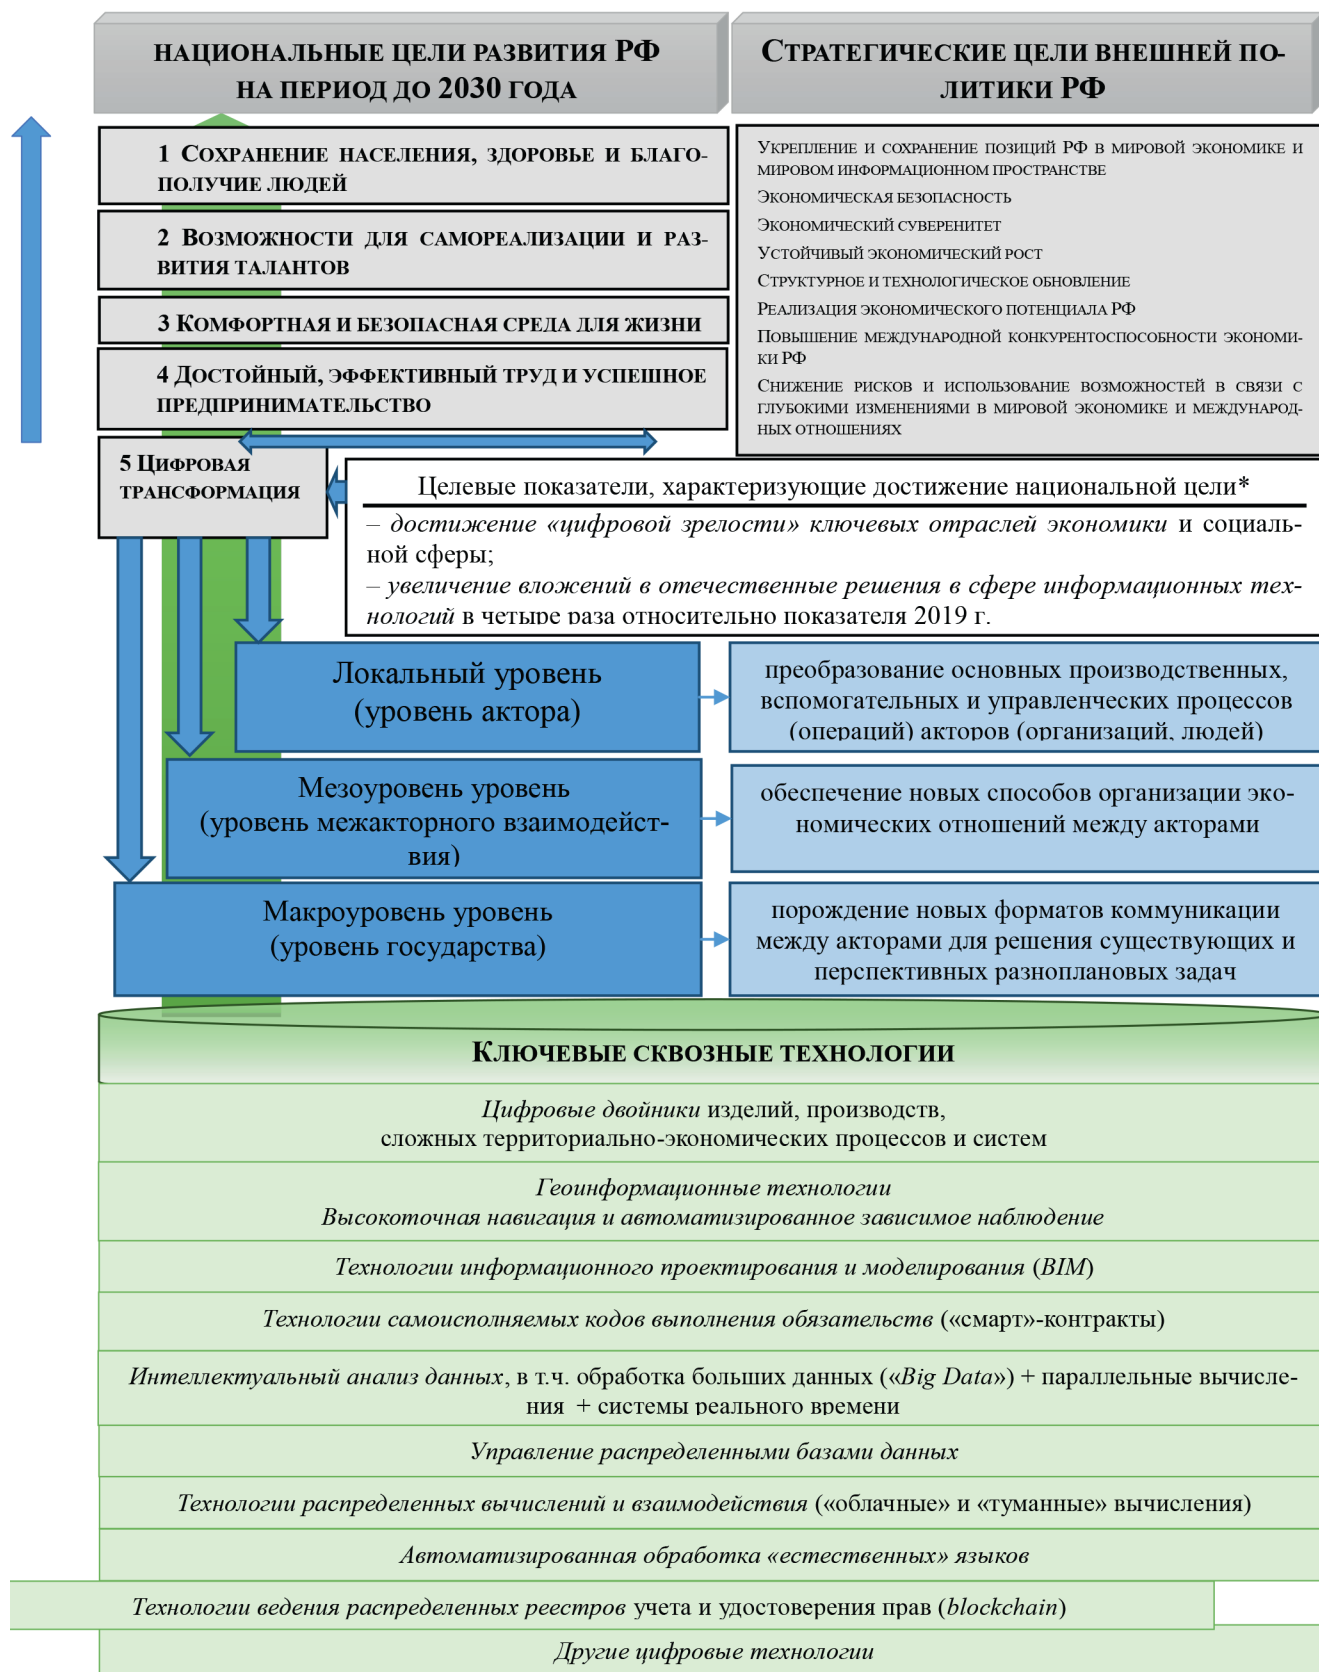 НАЦИОНАЛЬНЫЕ ЦЕЛИ РАЗВИТИЯ РФ
НА ПЕРИОД ДО 2030 ГОДА
СТРАТЕГИЧЕСКИЕ ЦЕЛИ ВНЕШНЕЙ ПО-
ЛИТИКИ РФ
1 СОХРАНЕНИЕ НАСЕЛЕНИЯ, ЗДОРОВЬЕ И БЛАГО-
ПОЛУЧИЕ ЛЮДЕЙ
2 ВОЗМОЖНОСТИ ДЛЯ САМОРЕАЛИЗАЦИИ И РАЗ-
ВИТИЯ ТАЛАНТОВ
3 КОМФОРТНАЯ И БЕЗОПАСНАЯ СРЕДА ДЛЯ ЖИЗНИ
4 ДОСТОЙНЫЙ, ЭФФЕКТИВНЫЙ ТРУД И УСПЕШНОЕ
ПРЕДПРИНИМАТЕЛЬСТВО
5 ЦИФРОВАЯ
ТРАНСФОРМАЦИЯ
УКРЕПЛЕНИЕ И СОХРАНЕНИЕ ПОЗИЦИЙ РФ В МИРОВОЙ ЭКОНОМИКЕ И
МИРОВОМ ИНФОРМАЦИОННОМ ПРОСТРАНСТВЕ
ЭКОНОМИЧЕСКАЯ БЕЗОПАСНОСТЬ
ЭКОНОМИЧЕСКИЙ СУВЕРЕНИТЕТ
УСТОЙЧИВЫЙ ЭКОНОМИЧЕСКИЙ РОСТ
СТРУКТУРНОЕ И ТЕХНОЛОГИЧЕСКОЕ ОБНОВЛЕНИЕ
РЕАЛИЗАЦИЯ ЭКОНОМИЧЕСКОГО ПОТЕНЦИАЛА РФ
ПОВЫШЕНИЕ МЕЖДУНАРОДНОЙ КОНКУРЕНТОСПОСОБНОСТИ ЭКОНОМИ-
КИ РФ
СНИЖЕНИЕ РИСКОВ И ИСПОЛЬЗОВАНИЕ ВОЗМОЖНОСТЕЙ В СВЯЗИ С
ГЛУБОКИМИ ИЗМЕНЕНИЯМИ В МИРОВОЙ ЭКОНОМИКЕ И МЕЖДУНАРОД-
НЫХ ОТНОШЕНИЯХ
Целевые показатели, характеризующие достижение национальной цели*
– достижение «цифровой зрелости» ключевых отраслей экономики и социаль-
ной сферы;
– увеличение вложений в отечественные решения в сфере информационных тех-
нологий в четыре раза относительно показателя 2019 г.
Локальный уровень
(уровень актора)
преобразование основных производственных,
вспомогательных и управленческих процессов
(операций) акторов (организаций, людей)
Мезоуровень уровень
(уровень межакторного взаимодейст-
вия)
обеспечение новых способов организации эко-
номических отношений между акторами
Макроуровень уровень
(уровень государства)
порождение новых форматов коммуникации
между акторами для решения существующих и
перспективных разноплановых задач
КЛЮЧЕВЫЕ СКВОЗНЫЕ ТЕХНОЛОГИИ
Цифровые двойники изделий, производств,
сложных территориально-экономических процессов и систем
Геоинформационные технологии
Высокоточная навигация и автоматизированное зависимое наблюдение
Технологии информационного проектирования и моделирования (BIM)
Технологии самоисполняемых кодов выполнения обязательств («смарт»-контракты)
Интеллектуальный анализ данных, в т.ч. обработка больших данных («Big Data») + параллельные вычисле-
ния + системы реального времени
Управление распределенными базами данных
Технологии распределенных вычислений и взаимодействия («облачные» и «туманные» вычисления)
Автоматизированная обработка «естественных» языков
Технологии ведения распределенных реестров учета и удостоверения прав (blockchain)
Другие цифровые технологии